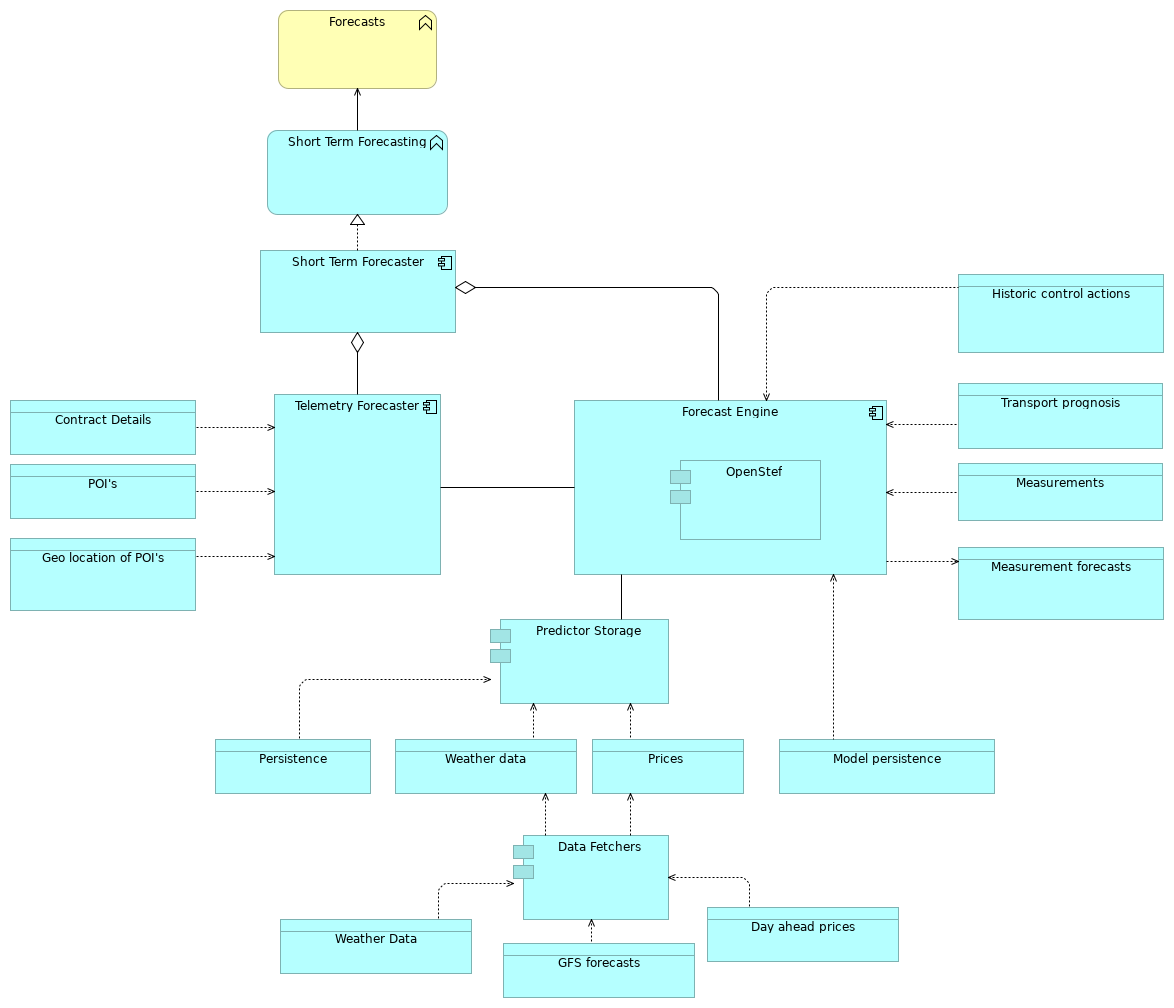 Forecasts
Short Term Forecasting
Short Term Forecaster
Historic control actions
Telemetry Forecaster
Forecast Engine
Transport prognosis
Contract Details
OpenStef
POI's
Measurements
Geo location of POI's
Measurement forecasts
Predictor Storage
Persistence
Weather data
Prices
Model persistence
Data Fetchers
Weather Data
Day ahead prices
GFS forecasts